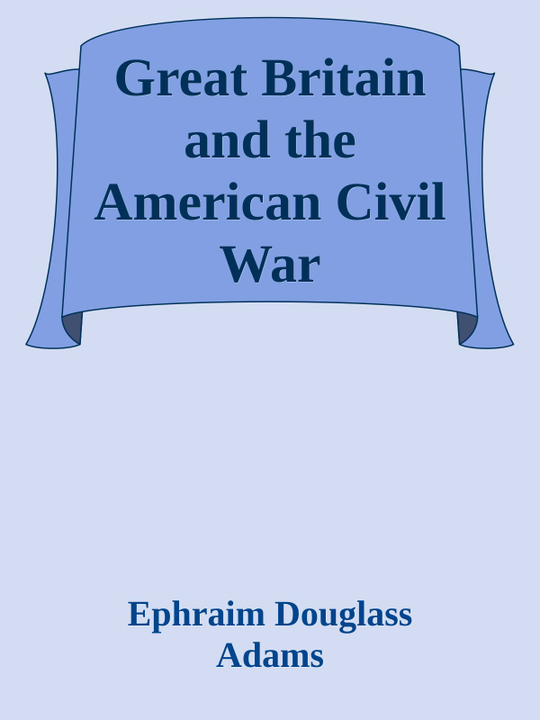 Great Britain
and the
American Civil
War
Ephraim Douglass
Adams